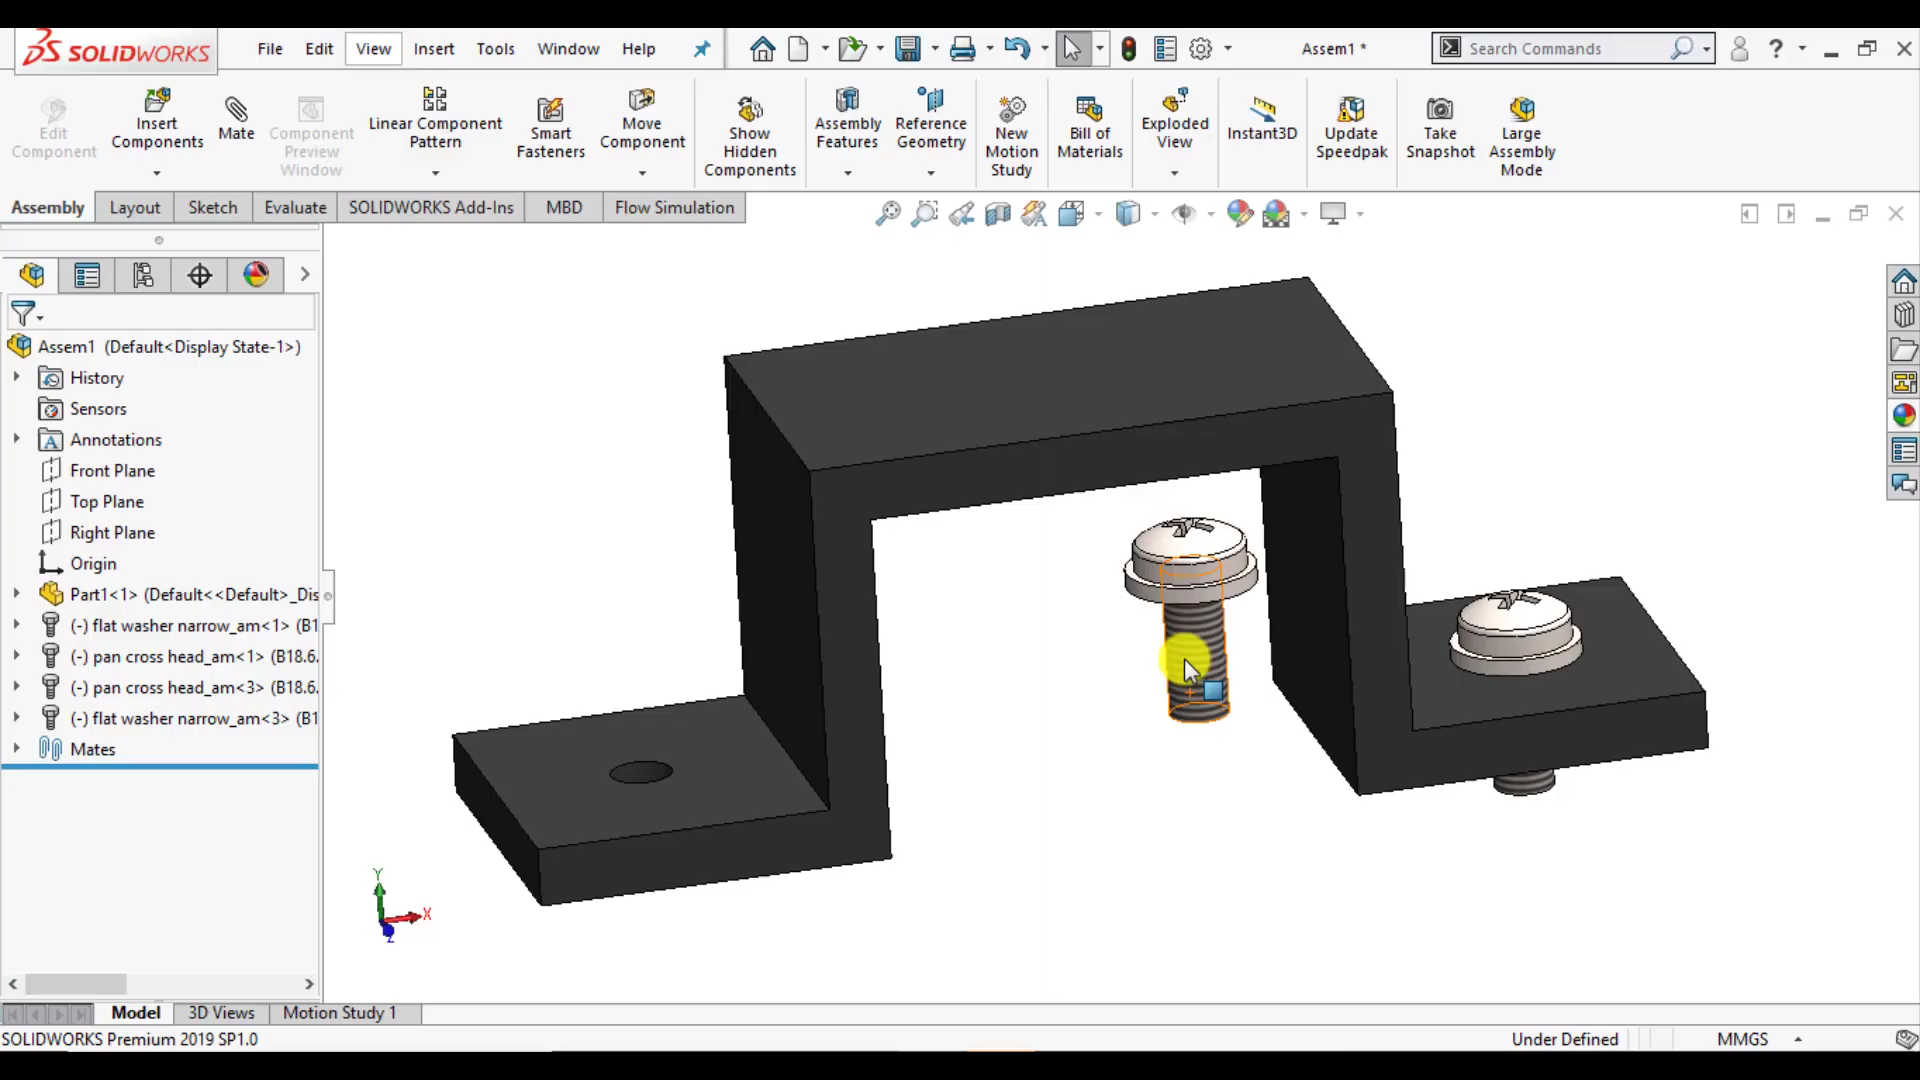 SOLIDWORKS
File Edit View Insert Tools Window Help
Assem1 *
Search Commands
?
Edit Component
Insert Components
Mate
Component Preview Window
Linear Component Pattern
Smart Fasteners
Move Component
Show Hidden Components
Assembly Features
Reference Geometry
New Motion Study
Bill of Materials
Exploded View
Instant3D
Update Speedpak
Take Snapshot
Large Assembly Mode
Assembly Layout Sketch Evaluate SOLIDWORKS Add-Ins MBD Flow Simulation
Assem1 (Default<Display State-1>)
History
Sensors
A Annotations
Front Plane
Top Plane
Right Plane
Origin
Part1<1> (Default<<Default>_Dis
(-) flat washer narrow_am<1> (B1
(-) pan cross head_am<1> (B18.6.
(-) pan cross head_am<3> (B18.6.
(-) flat washer narrow_am<3> (B1
Mates
Y
X
Z
Model 3D Views Motion Study 1
SOLIDWORKS Premium 2019 SP1.0
Under Defined
MMGS